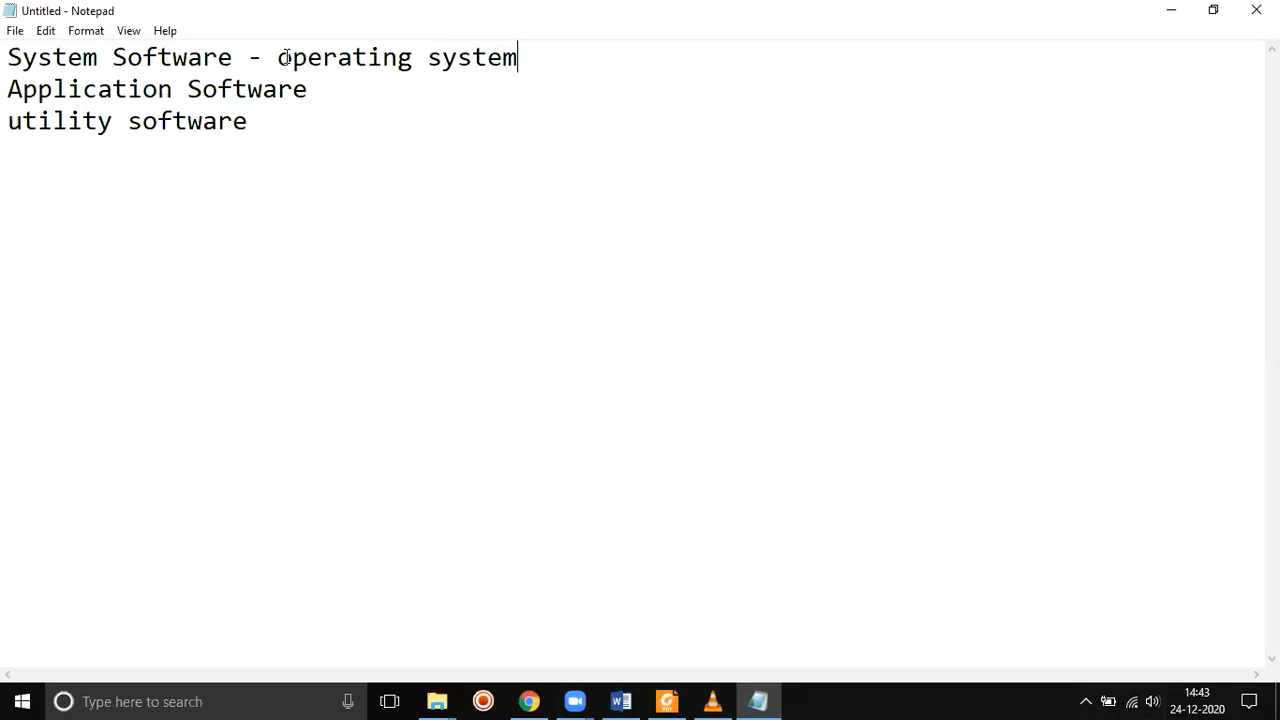 Untitled - Notepad
File Edit Format View Help
System Software - operating system
Application Software
utility software
Type here to search
14:43
24-12-2020